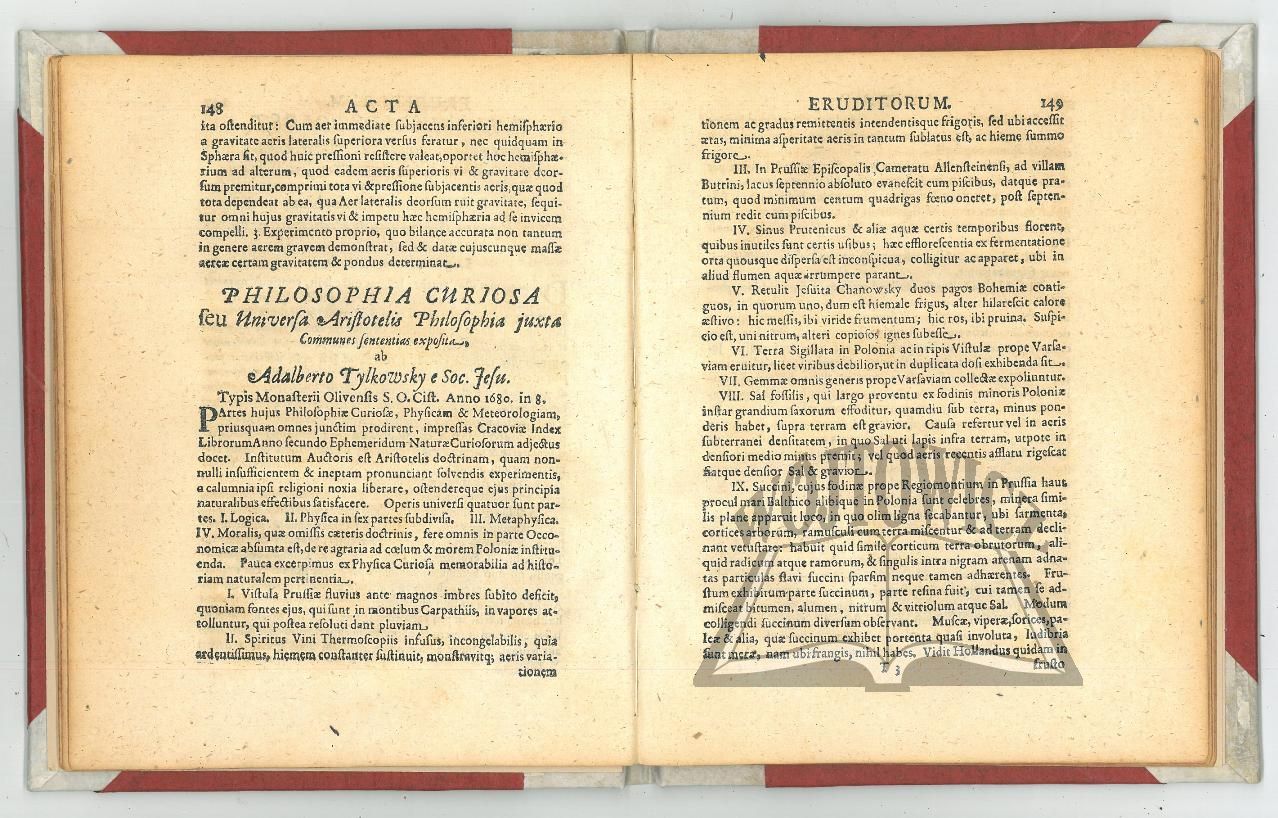 148 ACTA
ita ostenditur: Cum aer immediate subjacens inferiori hemisphærio
a gravitate aeris lateralis superiora versus feratur, nec quidquam in
Sphæra sit, quod huic pressioni resistere valeat, oportet hoc hemisphæ-
rium ad alterum, quod eadem aeris superioris vi & gravitate deor-
sum premitur, comprimi tota vi & pressione subjacentis aeris, quæ quod
tota dependeat ab ea, qua Aer lateralis deorsum ruit gravitate, sequi-
tur omni hujus gravitatis vi & impetu hæc hemisphæria ad se invicem
compelli. 3. Experimento proprio, quo bilance accurata non tantum
in genere aerem gravem demonstrat, sed & datæ cujuscunque massæ
aereæ certam gravitatem & pondus determinat.
PHILOSOPHIA CURIOSA
seu Universa Aristotelis Philosophia juxta
Communes sententias exposita,
ab
Adalberto Tylkowsky e Soc. Jesu.
Typis Monasterii Olivensis S. O. Cist. Anno 1680. in 8.
PArtes hujus Philosophiæ Curiosæ, Physicam & Meteorologiam,
priusquam omnes junctim prodirent, impressas Cracoviæ Index
Librorum Anno secundo Ephemeridum Naturæ Curiosorum adjectus
docet. Institutum Auctoris est Aristotelis doctrinam, quam non-
nulli insufficientem & ineptam pronunciant solvendis experimentis,
a calumnia ipsi religioni noxia liberare, ostendereque ejus principia
naturalibus effectibus satisfacere. Operis universi quatuor sunt par-
tes. I. Logica. II. Physica in sex partes subdivisa. III. Metaphysica.
IV. Moralis, quæ omissis cæteris doctrinis, fere omnis in parte Oeco-
nomicæ absumta est, de re agraria ad cœlum & morem Poloniæ institu-
enda. Pauca excerpimus ex Physica Curiosa memorabilia ad histo-
riam naturalem pertinentia.
I. Vistula Prussiæ fluvius ante magnos imbres subito deficit,
quoniam fontes ejus, qui sunt in montibus Carpathiis, in vapores at-
tolluntur, qui postea resoluti dant pluviam.
II. Spiritus Vini Thermoscopiis infusus, incongelabilis, quia
ardentissimus, hiemem constanter sustinuit, monstravitq; aeris varia-
tionem
ERUDITORUM. 149
tionem ac gradus remittentis intendentisque frigoris, sed ubi accessit
ætas, minima asperitate aeris in tantum sublatus est, ac hieme summo
frigore.
III. In Prussiæ Episcopalis Cameratu Allensteinensi, ad villam
Butrini, lacus septennio absoluto evanescit cum piscibus, datque pra-
tum, quod minimum centum quadrigas fœno oneret, post septen-
nium redit cum piscibus.
IV. Sinus Prutenicus & aliæ aquæ certis temporibus florent,
quibus inutiles sunt certis usibus; hæc efflorescentia ex fermentatione
orta quousque dispersa est inconspicua, colligitur ac apparet, ubi in
aliud flumen aquæ irrumpere parant.
V. Retulit Jesuita Chanowsky duos pagos Bohemiæ conti-
guos, in quorum uno, dum est hiemale frigus, alter hilarescit calore
æstivo: hic messis, ibi viride frumentum; hic ros, ibi pruina. Suspi-
cio est, uni nitrum, alteri copiosos ignes subesse.
VI. Terra Sigillata in Polonia ac in ripis Vistulæ prope Varsa-
viam eruitur, licet viribus debilior, ut in duplicata dosi exhibenda sit.
VII. Gemmæ omnis generis prope Varsaviam collectæ expoliuntur.
VIII. Sal fossilis, qui largo proventu ex fodinis minoris Poloniæ
instar grandium saxorum effoditur, quamdiu sub terra, minus pon-
deris habet, supra terram est gravior. Causa refertur vel in aeris
subterranei densitatem, in quo Sal uti lapis infra terram, utpote in
densiori medio minus premit; vel quod aeris recentis afflatu rigescat
fiatque densior Sal & gravior.
IX. Succini, cujus fodinæ prope Regiomontium in Prussia haut
procul mari Balthico alibique in Polonia sunt celebres, minera simi-
lis plane apparuit loco, in quo olim ligna secabantur, ubi sarmenta,
cortices arborum, ramusculi cum terra miscentur & ad terram decli-
nant vetustate: habuit quid simile corticum terra obrutorum, ali-
quid radicum atque ramorum, & singulis intra nigram arenam adna-
tas particulas flavi succini sparsim neque tamen adhærentes. Fru-
stum exhibitum parte succinum, parte resina fuit, cui tamen se ad-
misceat bitumen, alumen, nitrum & vitriolum atque Sal. Modum
colligendi succinum diversum observant. Muscæ, viperæ, sorices, pa-
leæ & alia, quæ succinum exhibet portenta quasi involuta, ludibria
sunt mera, nam ubi frangis, nihil habes. Vidit Hollandus quidam in
T 3 frusto
WOJTOWICZ